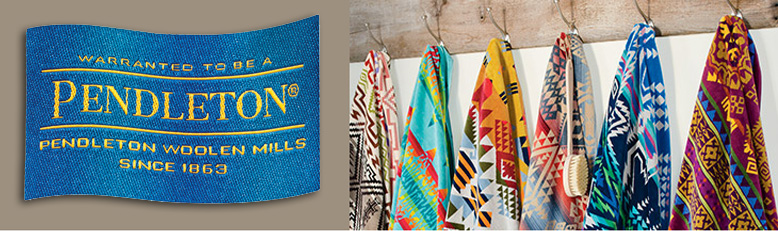 WARRANTED TO BE A
PENDLETON®
PENDLETON WOOLEN MILLS
SINCE 1863